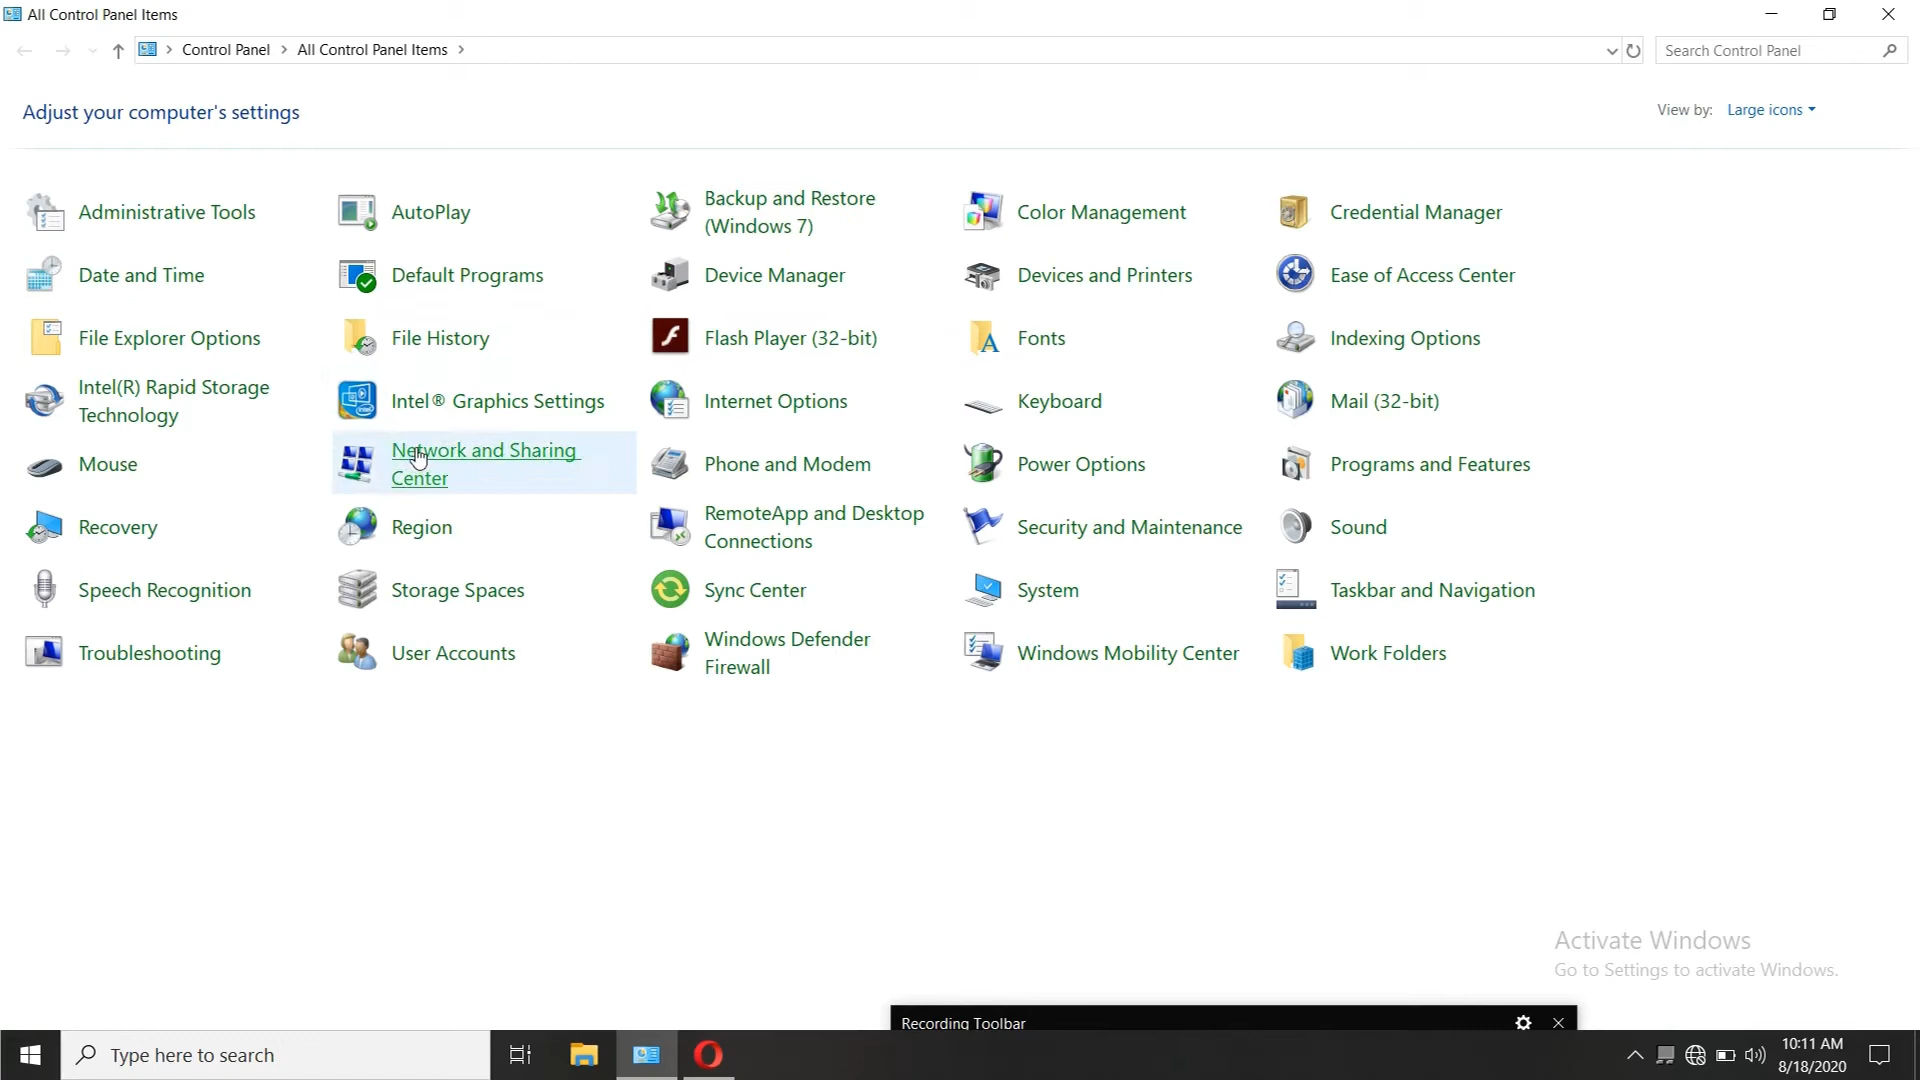 All Control Panel Items
Control Panel > All Control Panel Items >
Search Control Panel
Adjust your computer's settings
View by: Large icons
Administrative Tools
AutoPlay
Backup and Restore
(Windows 7)
Color Management
Credential Manager
Date and Time
Default Programs
Device Manager
Devices and Printers
Ease of Access Center
File Explorer Options
File History
Flash Player (32-bit)
Fonts
Indexing Options
Intel(R) Rapid Storage
Technology
Intel® Graphics Settings
Internet Options
Keyboard
Mail (32-bit)
Mouse
Network and Sharing
Center
Phone and Modem
Power Options
Programs and Features
Recovery
Region
RemoteApp and Desktop
Connections
Security and Maintenance
Sound
Speech Recognition
Storage Spaces
Sync Center
System
Taskbar and Navigation
Troubleshooting
User Accounts
Windows Defender
Firewall
Windows Mobility Center
Work Folders
Activate Windows
Go to Settings to activate Windows.
Recording Toolbar
Type here to search
10:11 AM
8/18/2020